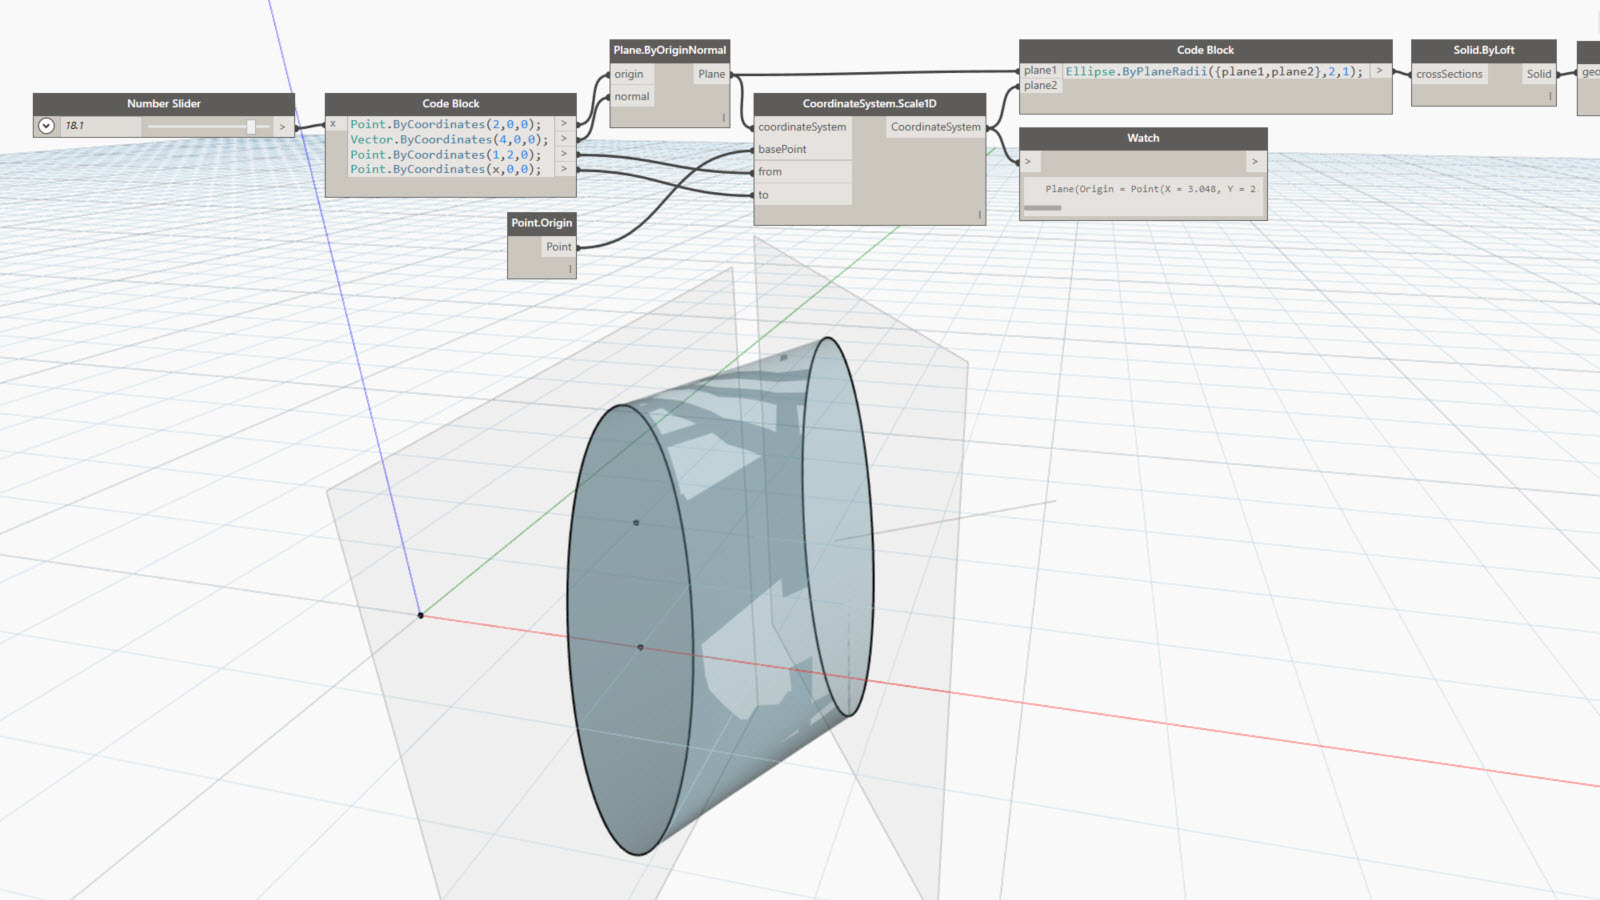 Number Slider
18.1
>
Code Block
x
Point.ByCoordinates(2,0,0); >
Vector.ByCoordinates(4,0,0); >
Point.ByCoordinates(1,2,0); >
Point.ByCoordinates(x,0,0); >
Point.Origin
Point
Plane.ByOriginNormal
origin Plane
normal
CoordinateSystem.Scale1D
coordinateSystem CoordinateSystem
basePoint
from
to
Code Block
plane1 Ellipse.ByPlaneRadii({plane1,plane2},2,1); >
plane2
Watch
> >
Plane(Origin = Point(X = 3.048, Y = 2
Solid.ByLoft
crossSections Solid
geo